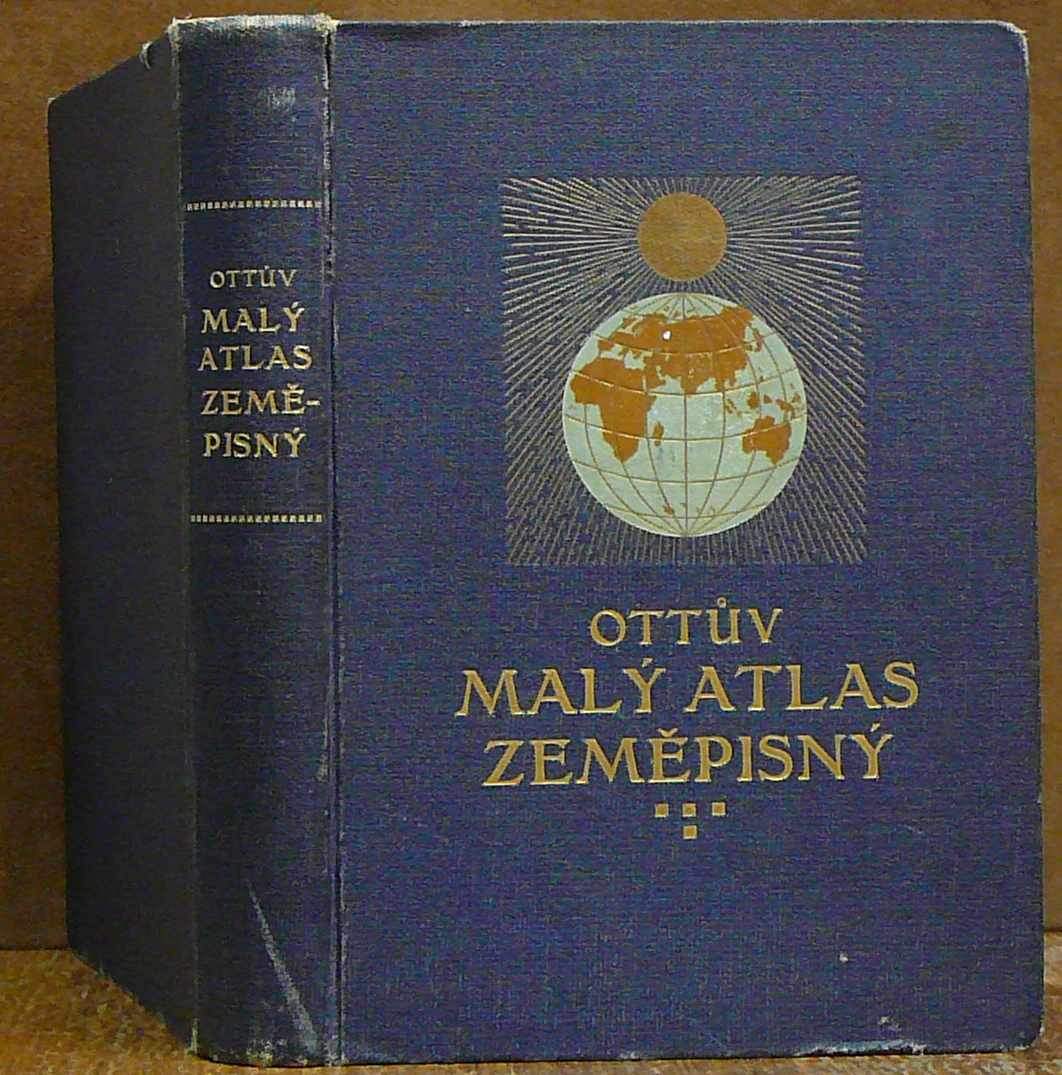 OTTŮV
MALÝ
ATLAS
ZEMĚ-
PISNÝ
OTTŮV
MALÝ ATLAS
ZEMĚPISNÝ